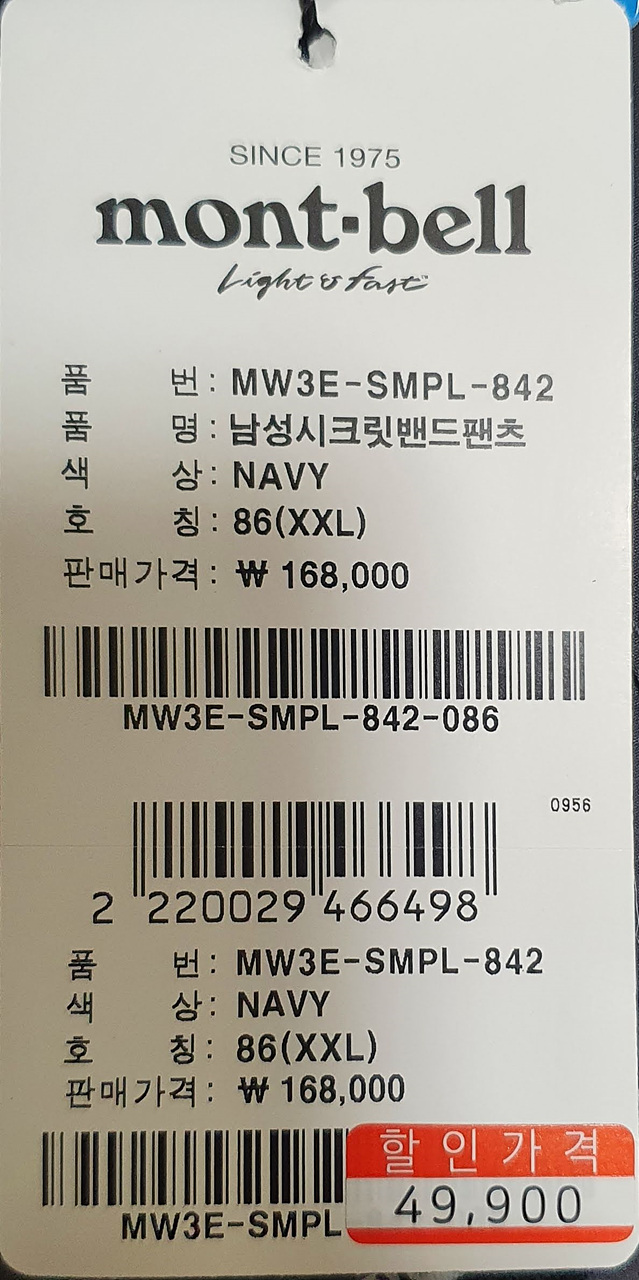 SINCE 1975
mont-bell
Light & Fast™
품 번 : MW3E-SMPL-842
품 명 : 남성시크릿밴드팬츠
색 상 : NAVY
호 칭 : 86(XXL)
판매가격 : ₩ 168,000
MW3E-SMPL-842-086
0956
2 220029 466498
품 번 : MW3E-SMPL-842
색 상 : NAVY
호 칭 : 86(XXL)
판매가격 : ₩ 168,000
할인가격
49,900
MW3E-SMPL